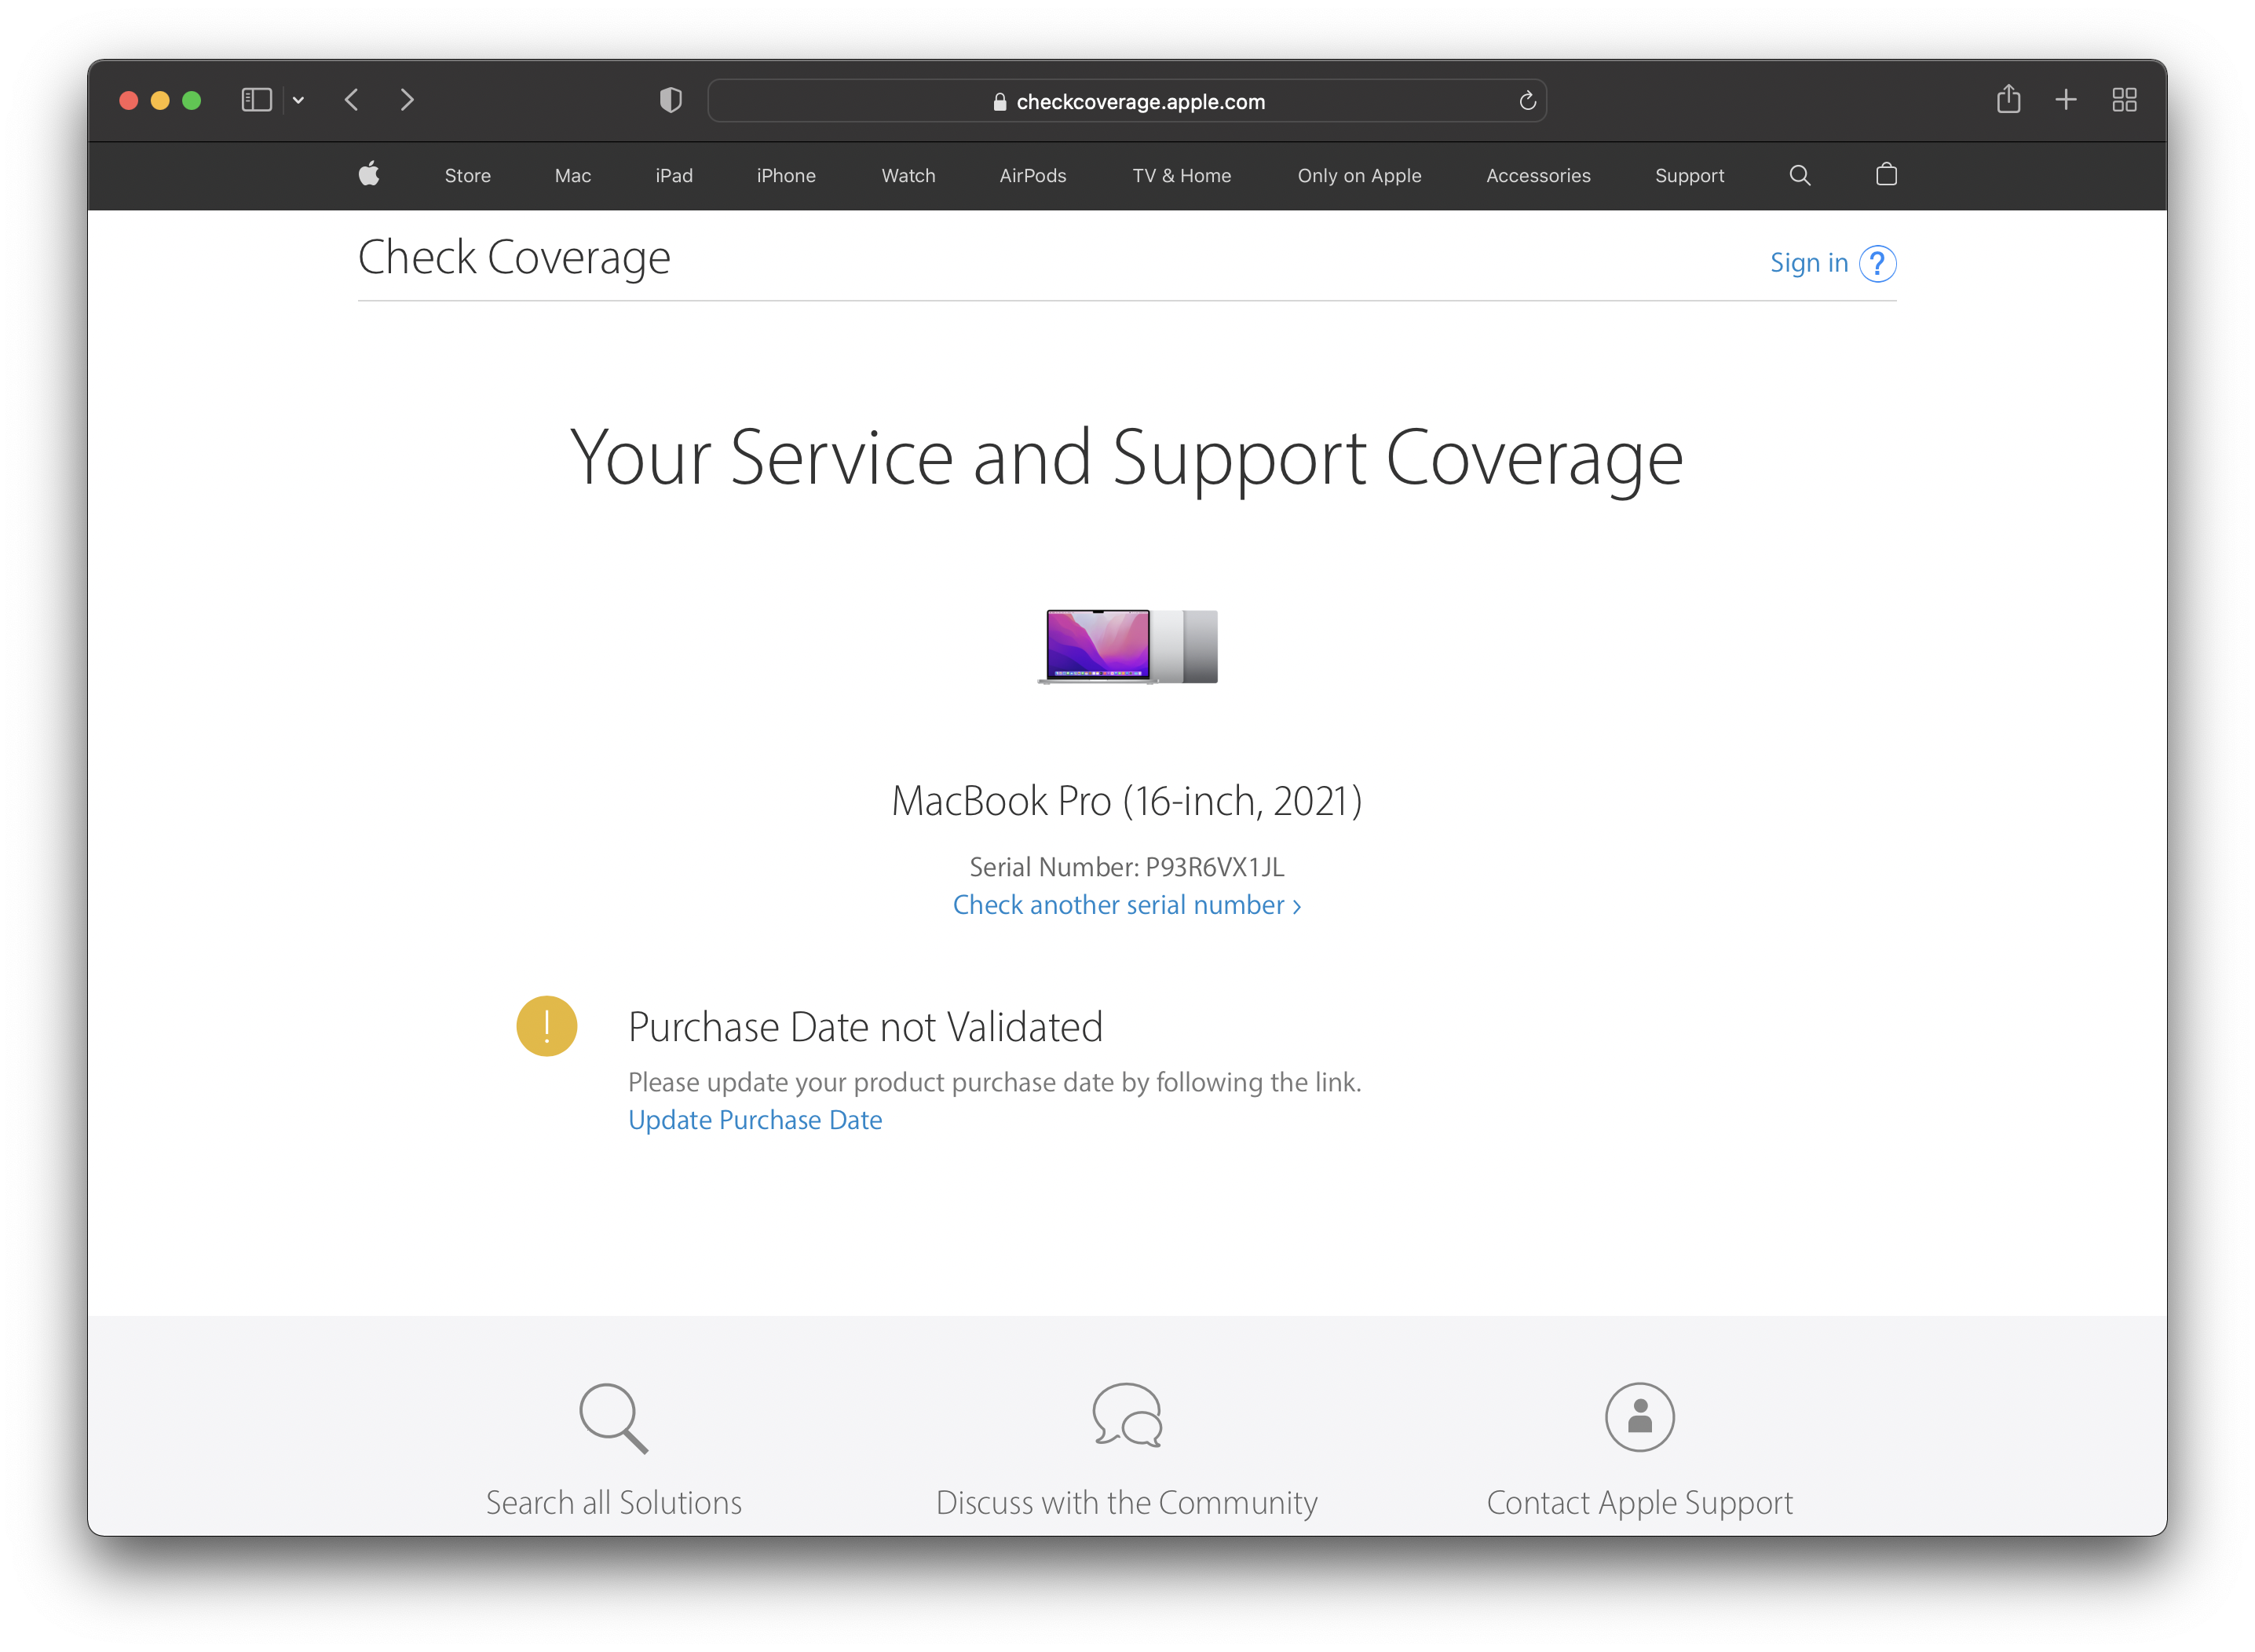 checkcoverage.apple.com
Store Mac iPad iPhone Watch AirPods TV & Home Only on Apple Accessories Support
Check Coverage
Sign in ?
Your Service and Support Coverage
MacBook Pro (16-inch, 2021)
Serial Number: P93R6VX1JL
Check another serial number ›
! Purchase Date not Validated
Please update your product purchase date by following the link.
Update Purchase Date
Search all Solutions
Discuss with the Community
Contact Apple Support